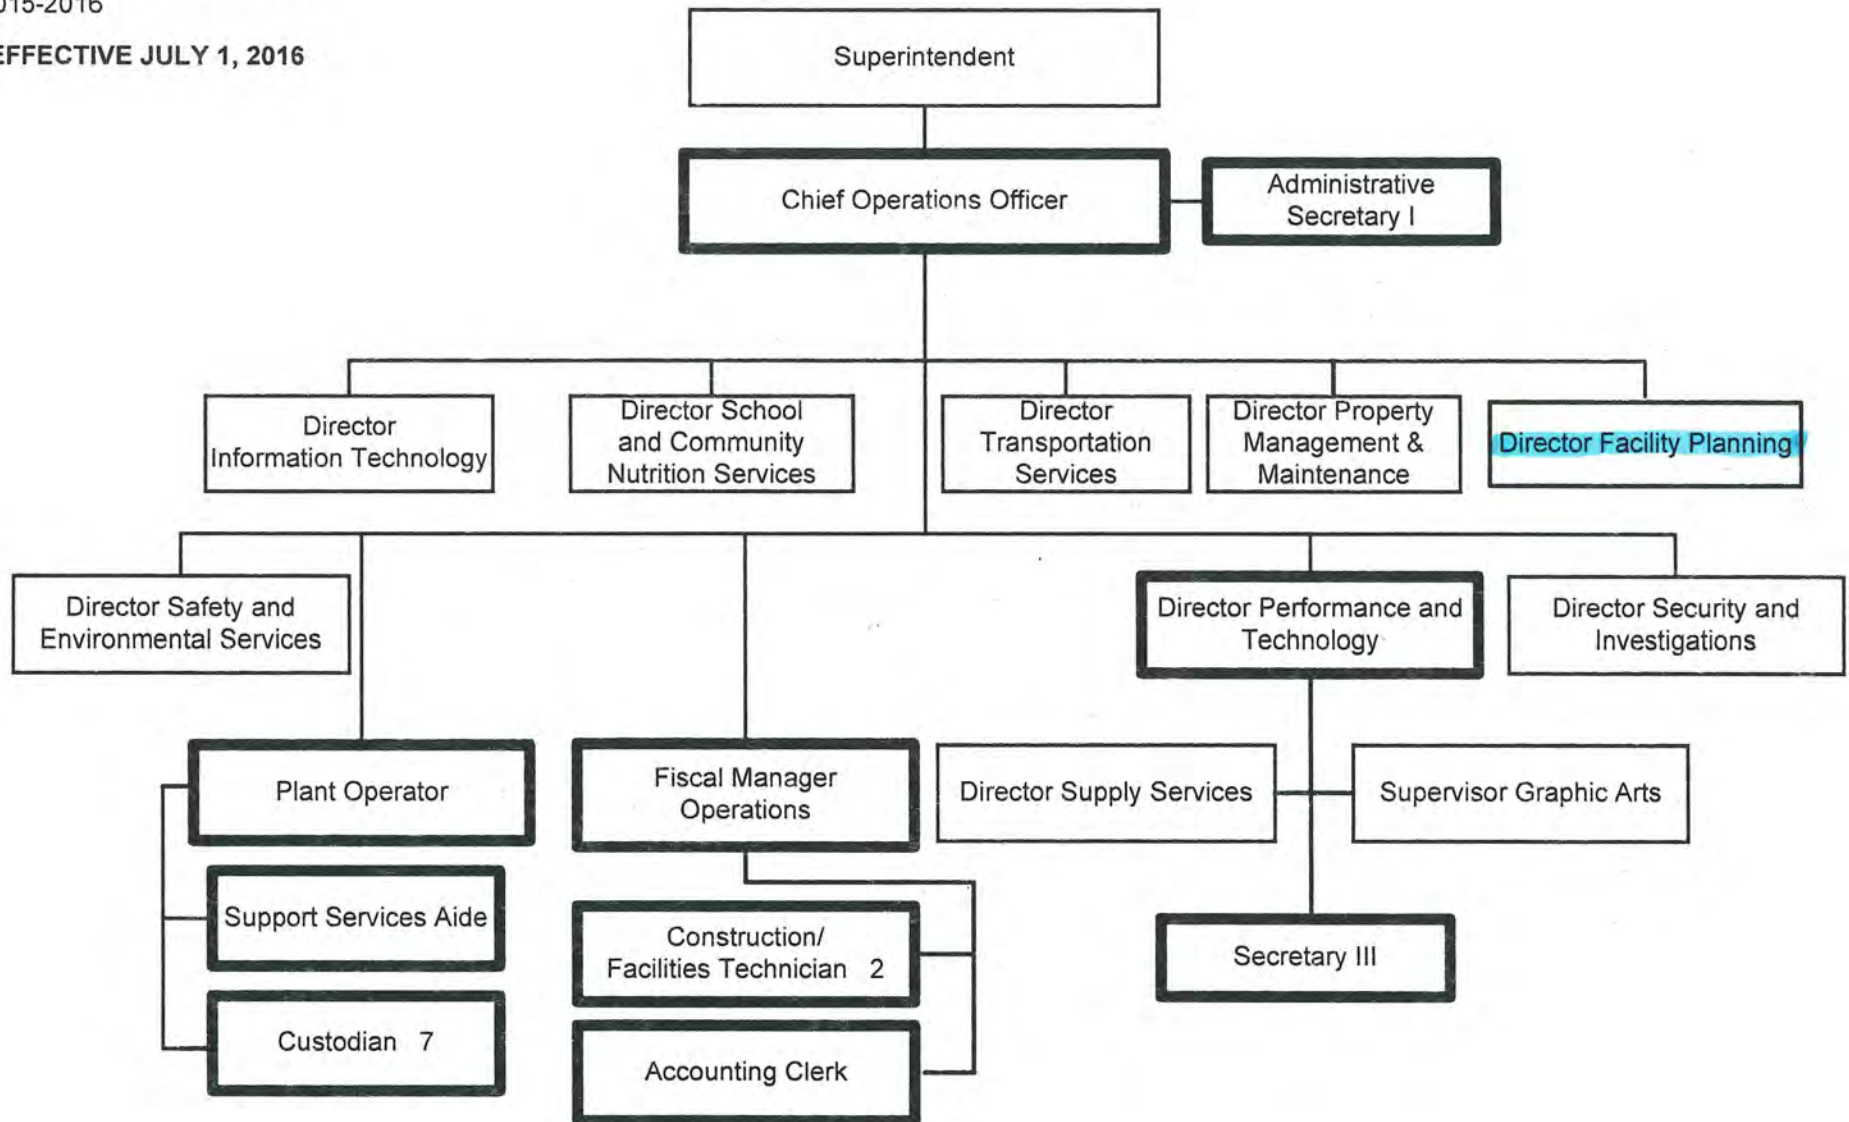 015-2016
EFFECTIVE JULY 1, 2016
Superintendent
Chief Operations Officer
Administrative
Secretary I
Director
Information Technology
Director School
and Community
Nutrition Services
Director
Transportation
Services
Director Property
Management &
Maintenance
Director Facility Planning
Director Safety and
Environmental Services
Director Performance and
Technology
Director Security and
Investigations
Plant Operator
Fiscal Manager
Operations
Director Supply Services
Supervisor Graphic Arts
Support Services Aide
Construction/
Facilities Technician 2
Secretary III
Custodian 7
Accounting Clerk